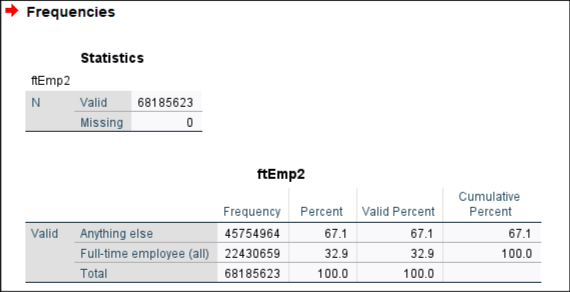 Frequencies
Statistics
ftEmp2
N Valid 68185623
Missing 0
ftEmp2
Frequency Percent Valid Percent Cumulative Percent
Valid Anything else 45754964 67.1 67.1 67.1
Full-time employee (all) 22430659 32.9 32.9 100.0
Total 68185623 100.0 100.0